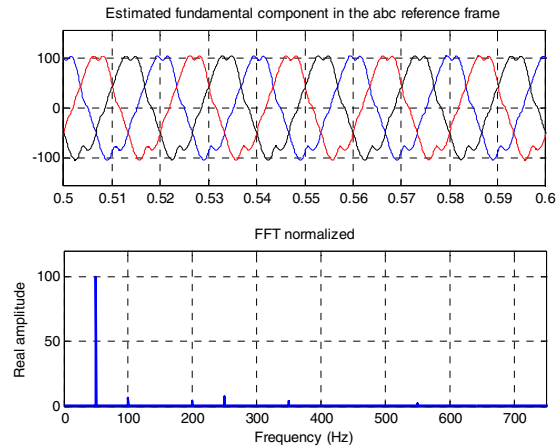 Estimated fundamental component in the abc reference frame
100
0
-100
0.5 0.51 0.52 0.53 0.54 0.55 0.56 0.57 0.58 0.59 0.6
FFT normalized
Real amplitude
100
50
0
0 100 200 300 400 500 600 700
Frequency (Hz)